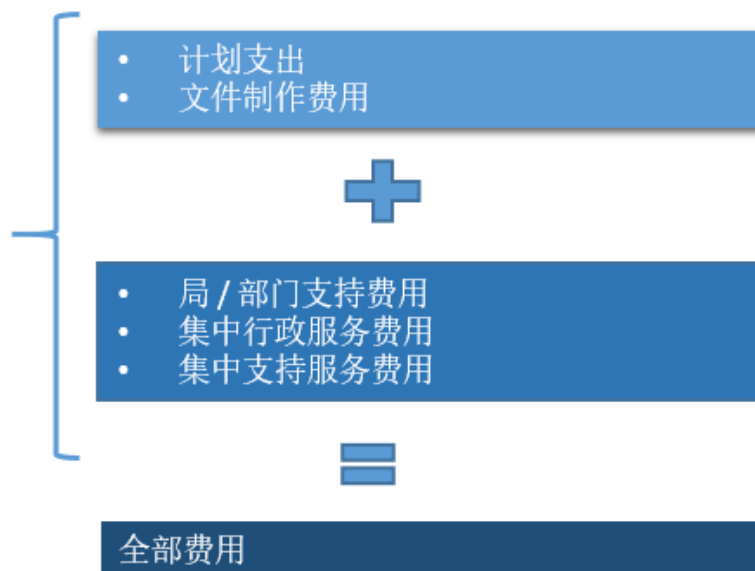 • 计划支出
• 文件制作费用
• 局 / 部门支持费用
• 集中行政服务费用
• 集中支持服务费用
全部费用